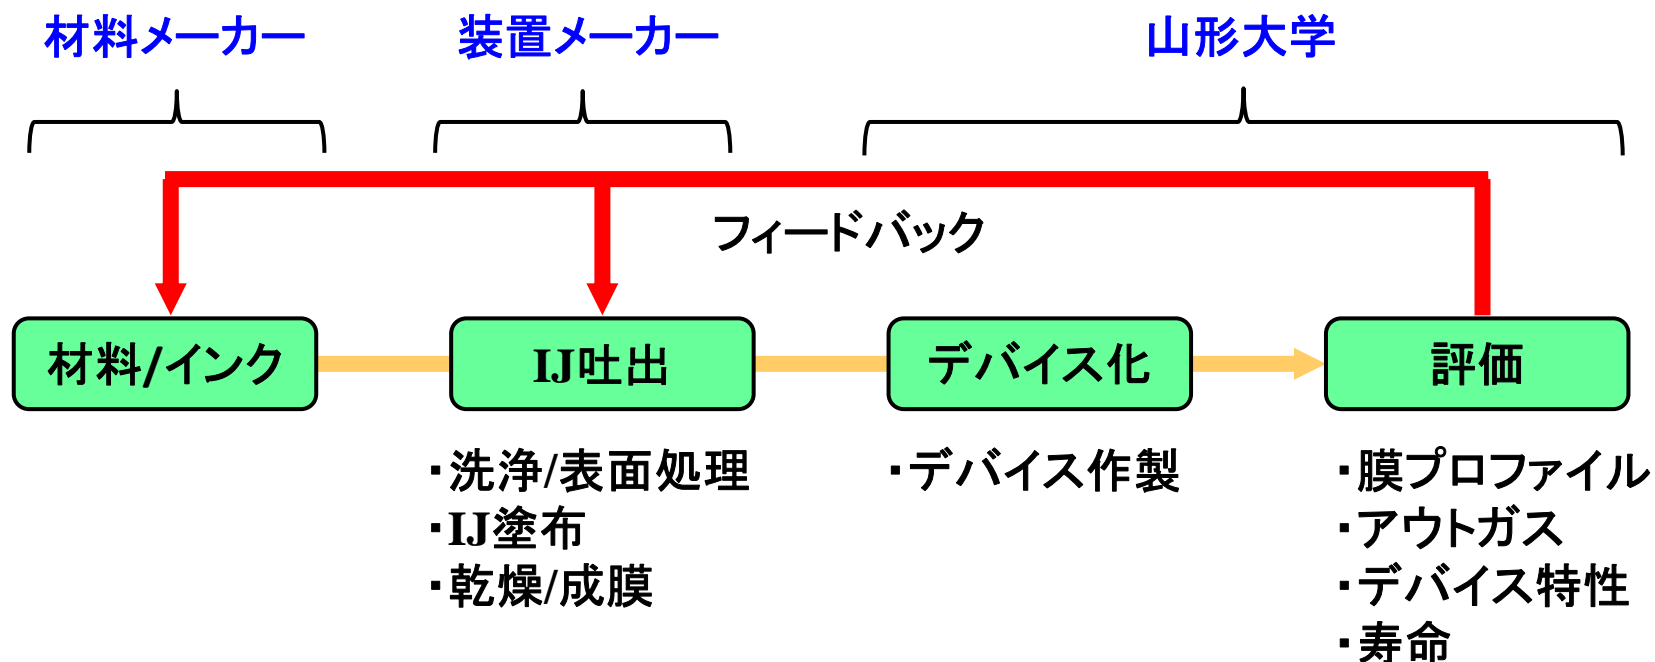 材料メーカー
装置メーカー
山形大学
フィードバック
材料/インク
IJ吐出
デバイス化
評価
・洗浄/表面処理
・IJ塗布
・乾燥/成膜
・デバイス作製
・膜プロファイル
・アウトガス
・デバイス特性
・寿命